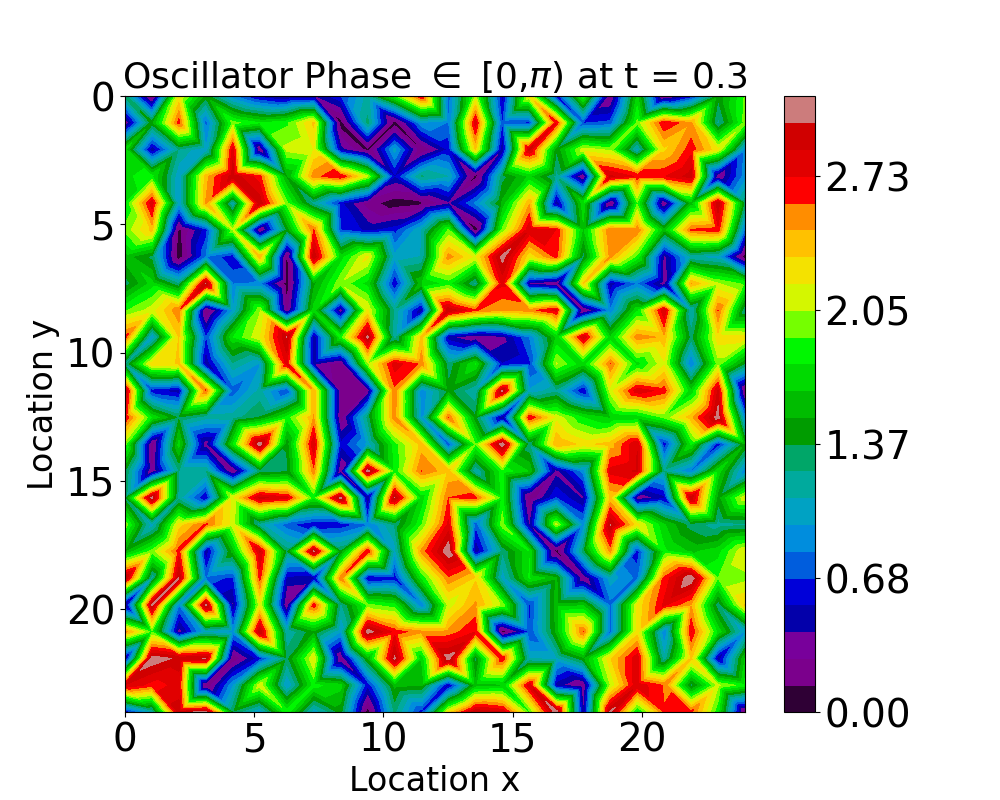 Oscillator Phase ∈ [0,π) at t = 0.3
0
5
10
15
20
Location y
0 5 10 15 20
Location x
2.73
2.05
1.37
0.68
0.00